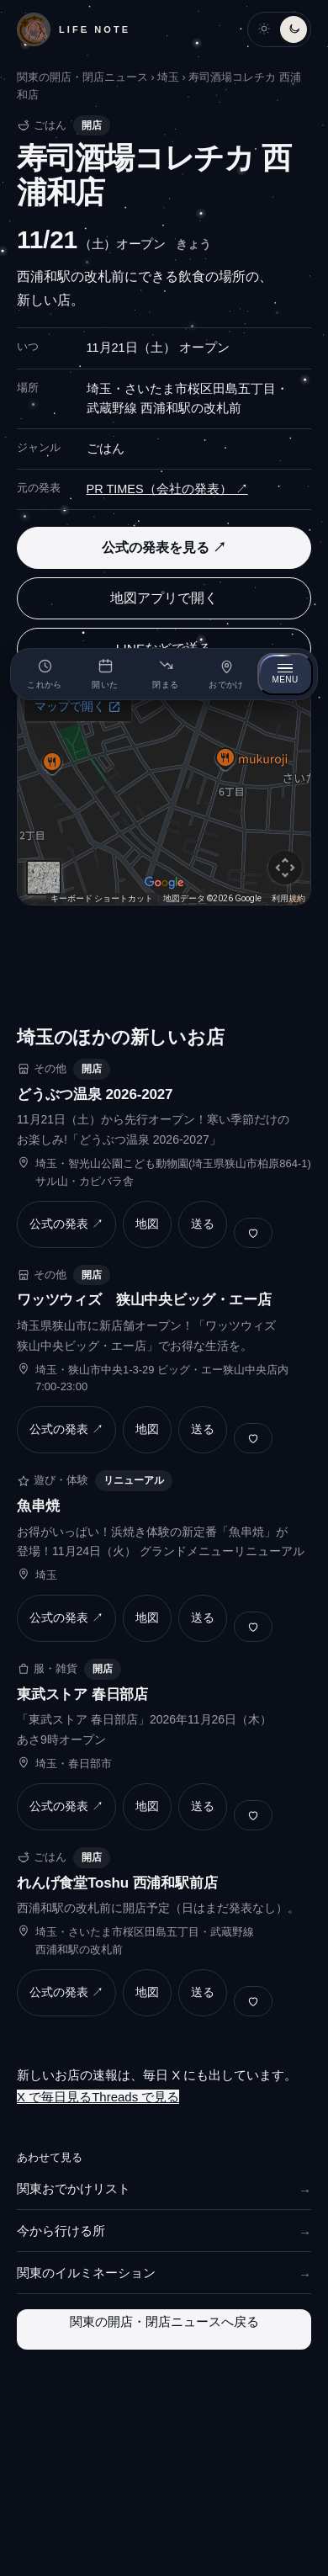 LIFE NOTE
関東の開店・閉店ニュース › 埼玉 › 寿司酒場コレチカ 西浦
和店
ごはん 開店
寿司酒場コレチカ 西
浦和店
11/21（土）オープン きょう
西浦和駅の改札前にできる飲食の場所の、
新しい店。
いつ 11月21日（土） オープン
場所 埼玉・さいたま市桜区田島五丁目・
武蔵野線 西浦和駅の改札前
ジャンル ごはん
元の発表 PR TIMES（会社の発表） ↗
公式の発表を見る ↗
地図アプリで開く
LINEなどで送る
これから 開いた 閉まる おでかけ MENU
マップで開く
mukuroji
さいた
6丁目
2丁目
Google
キーボード ショートカット 地図データ ©2026 Google 利用規約
埼玉のほかの新しいお店
その他 開店
どうぶつ温泉 2026-2027
11月21日（土）から先行オープン！寒い季節だけの
お楽しみ!「どうぶつ温泉 2026-2027」
埼玉・智光山公園こども動物園(埼玉県狭山市柏原864-1)
サル山・カピバラ舎
公式の発表 ↗ 地図 送る
その他 開店
ワッツウィズ 狭山中央ビッグ・エー店
埼玉県狭山市に新店舗オープン！「ワッツウィズ
狭山中央ビッグ・エー店」でお得な生活を。
埼玉・狭山市中央1-3-29 ビッグ・エー狭山中央店内
7:00-23:00
公式の発表 ↗ 地図 送る
遊び・体験 リニューアル
魚串焼
お得がいっぱい！浜焼き体験の新定番「魚串焼」が
登場！11月24日（火） グランドメニューリニューアル
埼玉
公式の発表 ↗ 地図 送る
服・雑貨 開店
東武ストア 春日部店
「東武ストア 春日部店」2026年11月26日（木）
あさ9時オープン
埼玉・春日部市
公式の発表 ↗ 地図 送る
ごはん 開店
れんげ食堂Toshu 西浦和駅前店
西浦和駅の改札前に開店予定（日はまだ発表なし）。
埼玉・さいたま市桜区田島五丁目・武蔵野線
西浦和駅の改札前
公式の発表 ↗ 地図 送る
新しいお店の速報は、毎日 X にも出しています。
X で毎日見るThreads で見る
あわせて見る
関東おでかけリスト →
今から行ける所 →
関東のイルミネーション →
関東の開店・閉店ニュースへ戻る